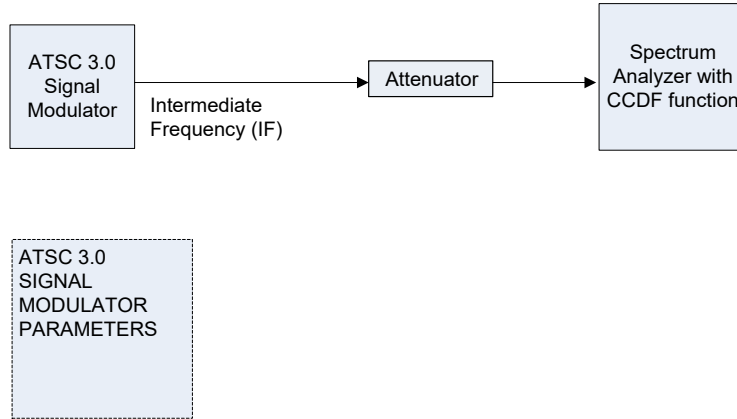 ATSC 3.0
Signal
Modulator
Intermediate
Frequency (IF)
Attenuator
Spectrum
Analyzer with
CCDF function
ATSC 3.0
SIGNAL
MODULATOR
PARAMETERS